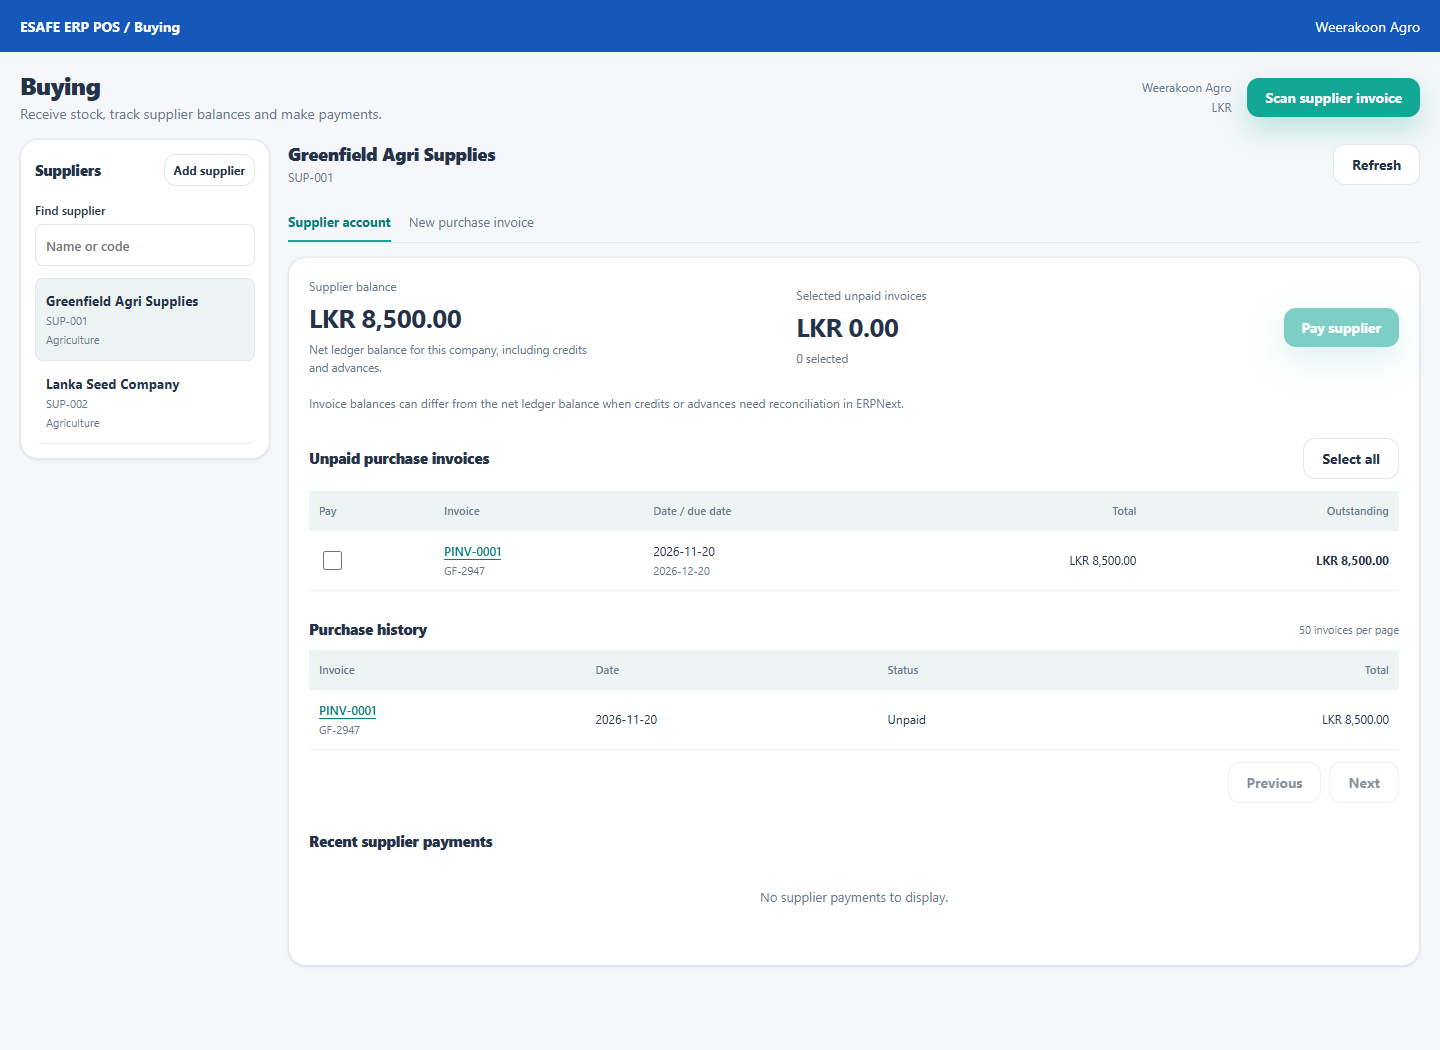 ESAFE ERP POS / Buying
Weerakoon Agro
Buying
Receive stock, track supplier balances and make payments.
Weerakoon Agro
LKR
Scan supplier invoice
Suppliers
Add supplier
Find supplier
Name or code
Greenfield Agri Supplies
SUP-001
Agriculture
Lanka Seed Company
SUP-002
Agriculture
Greenfield Agri Supplies
SUP-001
Refresh
Supplier account
New purchase invoice
Supplier balance
LKR 8,500.00
Net ledger balance for this company, including credits
and advances.
Selected unpaid invoices
LKR 0.00
0 selected
Pay supplier
Invoice balances can differ from the net ledger balance when credits or advances need reconciliation in ERPNext.
Unpaid purchase invoices
Select all
Pay Invoice Date / due date Total Outstanding
PINV-0001 2026-11-20 LKR 8,500.00 LKR 8,500.00
GF-2947 2026-12-20
Purchase history
50 invoices per page
Invoice Date Status Total
PINV-0001 2026-11-20 Unpaid LKR 8,500.00
GF-2947
Previous Next
Recent supplier payments
No supplier payments to display.